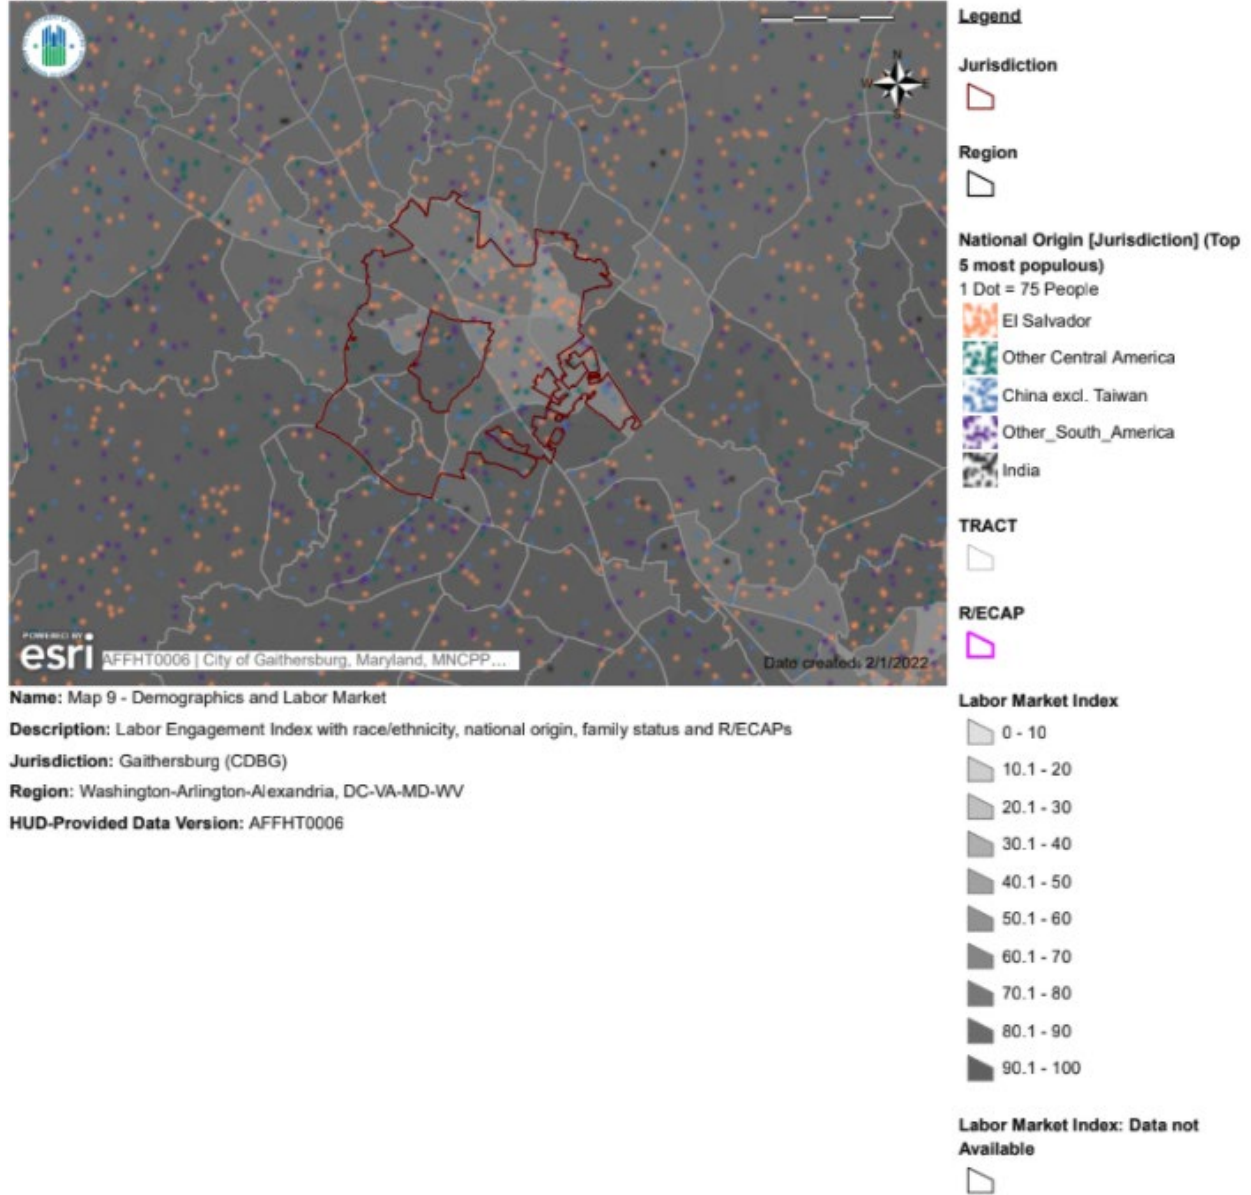 N
W
E
S
POWERED BY
esri
AFFHT0006 | City of Gaithersburg, Maryland, MNCPP...
Date created: 2/1/2022
Name: Map 9 - Demographics and Labor Market
Description: Labor Engagement Index with race/ethnicity, national origin, family status and R/ECAPs
Jurisdiction: Gaithersburg (CDBG)
Region: Washington-Arlington-Alexandria, DC-VA-MD-WV
HUD-Provided Data Version: AFFHT0006
Legend
Jurisdiction
Region
National Origin [Jurisdiction] (Top
5 most populous)
1 Dot = 75 People
El Salvador
Other Central America
China excl. Taiwan
Other_South_America
India
TRACT
R/ECAP
Labor Market Index
0 - 10
10.1 - 20
20.1 - 30
30.1 - 40
40.1 - 50
50.1 - 60
60.1 - 70
70.1 - 80
80.1 - 90
90.1 - 100
Labor Market Index: Data not
Available